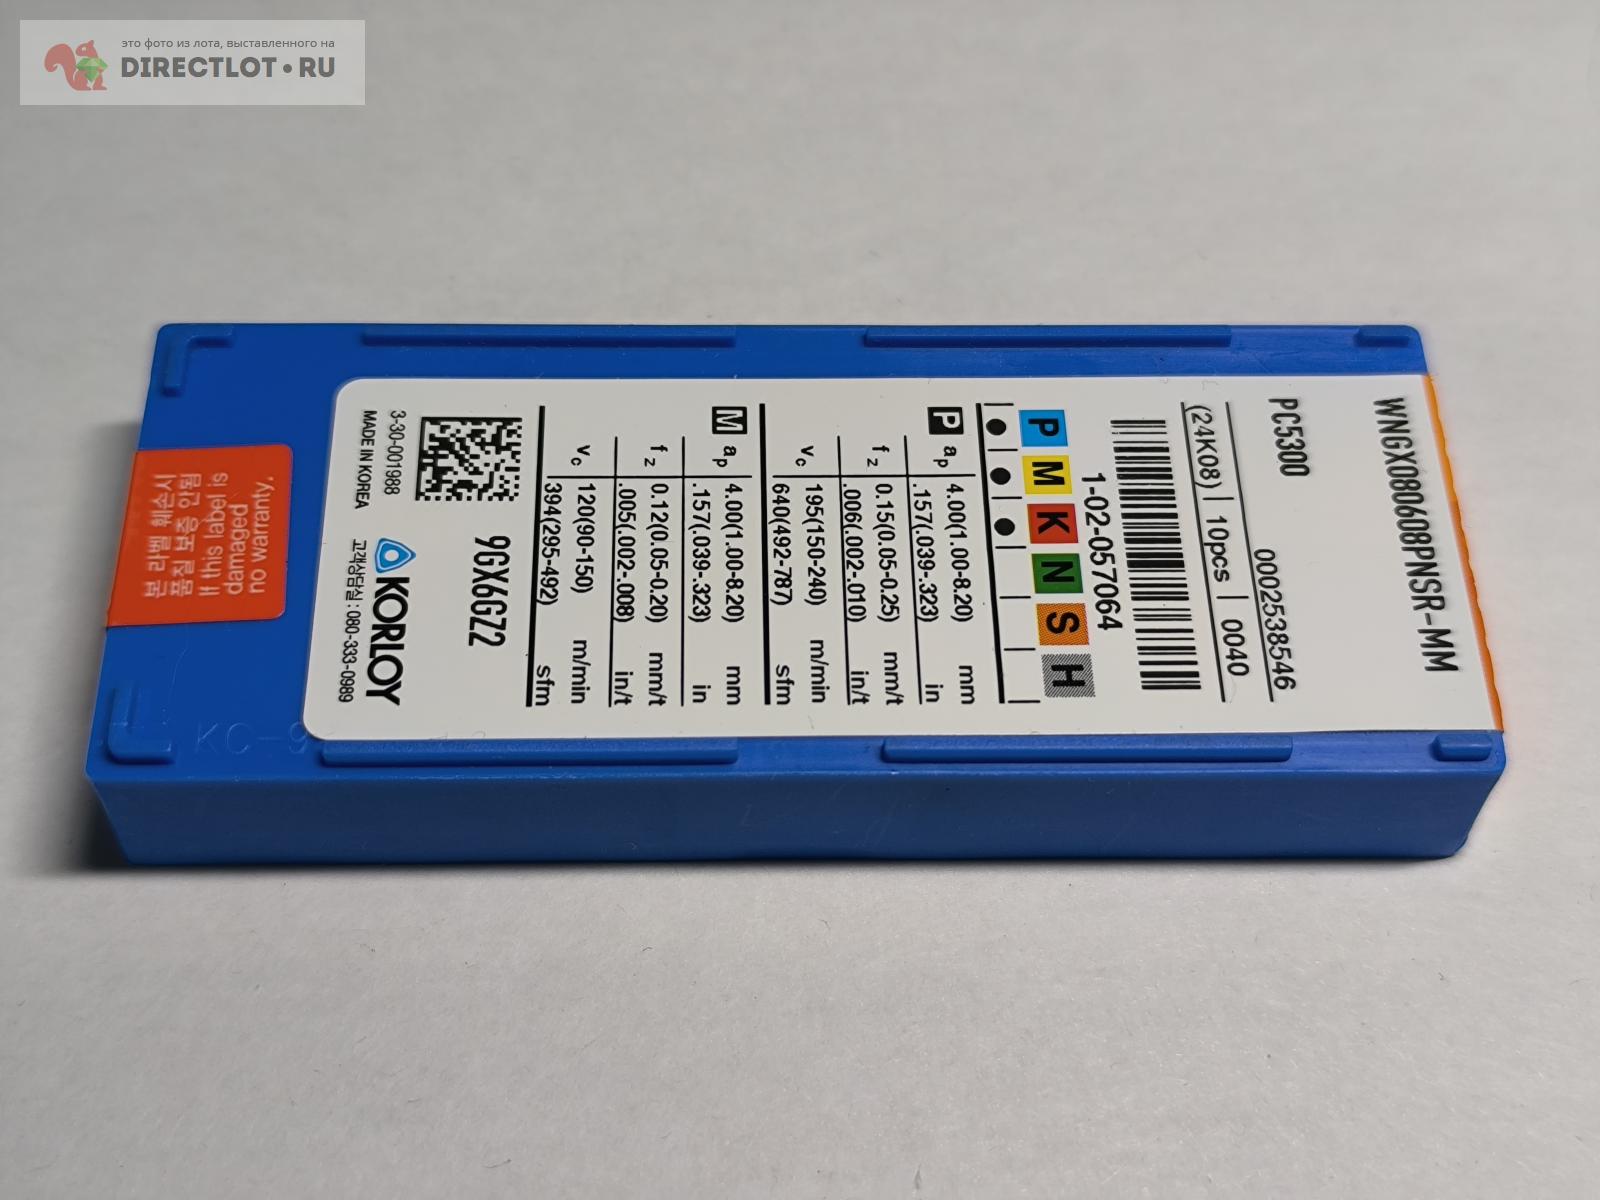 это фото из лота, выставленного на
DIRECTLOT•RU
WNGX080608PNSR-MM
PC5300
0002538546
(24K08) | 10pcs | 0040
1-02-057064
P M K N S H
P ap 4.00(1.00-8.20) mm
.157(.039-.323) in
fz 0.15(0.05-0.25) mm/t
.006(.002-.010) in/t
vc 195(150-240) m/min
640(492-787) sfm
M ap 4.00(1.00-8.20) mm
.157(.039-.323) in
fz 0.12(0.05-0.20) mm/t
.005(.002-.008) in/t
vc 120(90-150) m/min
394(295-492) sfm
9GX6GZ2
3-30-001988
MADE IN KOREA
KORLOY
고객상담실 : 080-333-0989
본 라벨 훼손시
품질 보증 안됨
If this label is
damaged
no warranty.
KC-9